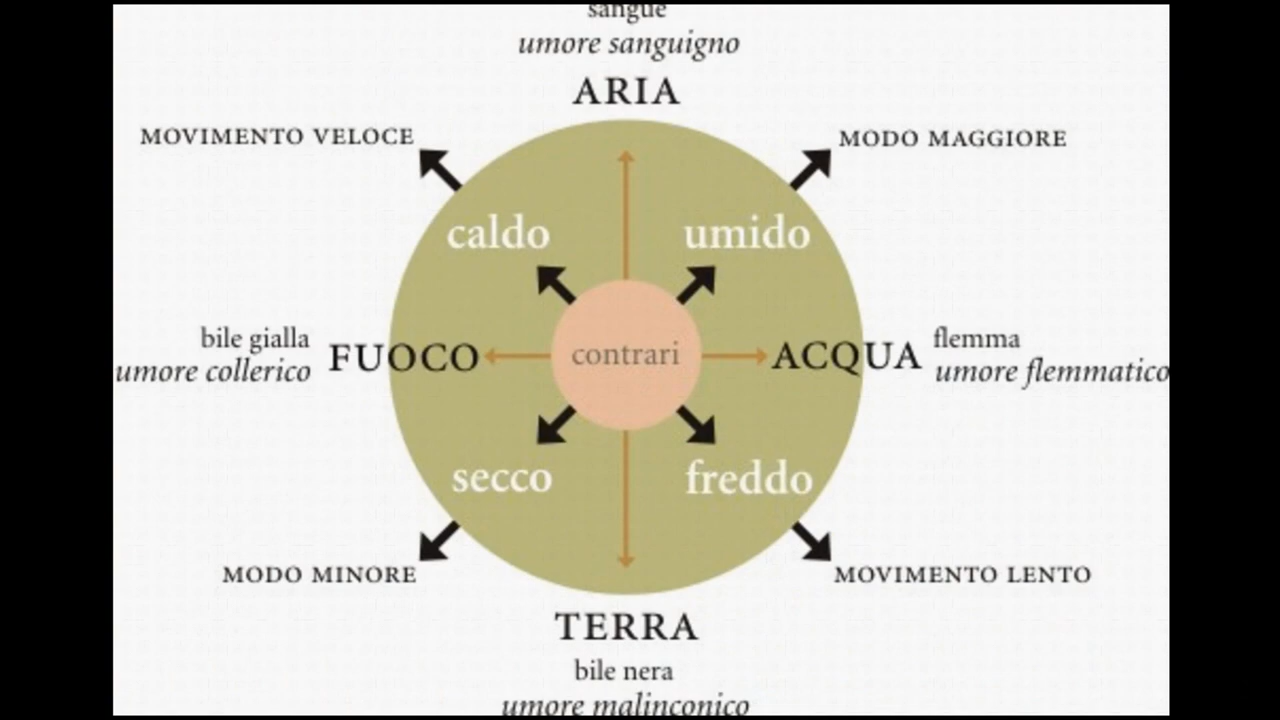 sangue
umore sanguigno
ARIA
MOVIMENTO VELOCE
MODO MAGGIORE
caldo
umido
bile gialla
umore collerico
FUOCO
contrari
ACQUA
flemma
umore flemmatico
secco
freddo
MODO MINORE
MOVIMENTO LENTO
TERRA
bile nera
umore malinconico